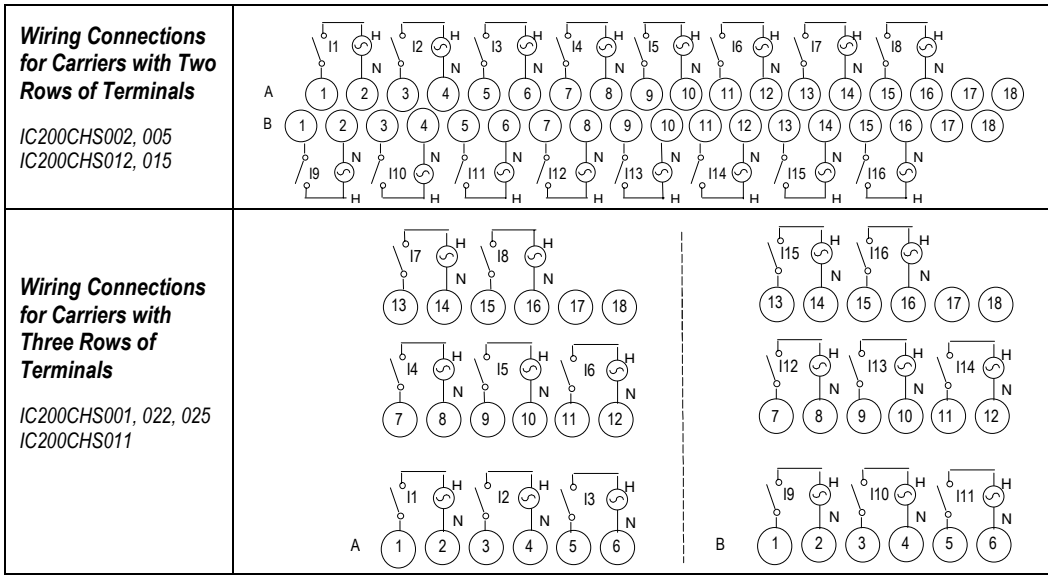 Wiring Connections
for Carriers with Two
Rows of Terminals
IC200CHS002, 005
IC200CHS012, 015
I1 H I2 H I3 H I4 H I5 H I6 H I7 H I8 H
N N N N N N N N
A 1 2 3 4 5 6 7 8 9 10 11 12 13 14 15 16 17 18
B 1 2 3 4 5 6 7 8 9 10 11 12 13 14 15 16 17 18
N N N N N N N N
I9 I10 I11 I12 I13 I14 I15 I16
H H H H H H H H
Wiring Connections
for Carriers with
Three Rows of
Terminals
IC200CHS001, 022, 025
IC200CHS011
I7 H I8 H I15 H I16 H
N N N N
13 14 15 16 17 18 13 14 15 16 17 18
I4 H I5 H I6 H I12 H I13 H I14 H
N N N N N N
7 8 9 10 11 12 7 8 9 10 11 12
I1 H I2 H I3 H I9 H I10 H I11 H
N N N N N N
A 1 2 3 4 5 6 B 1 2 3 4 5 6